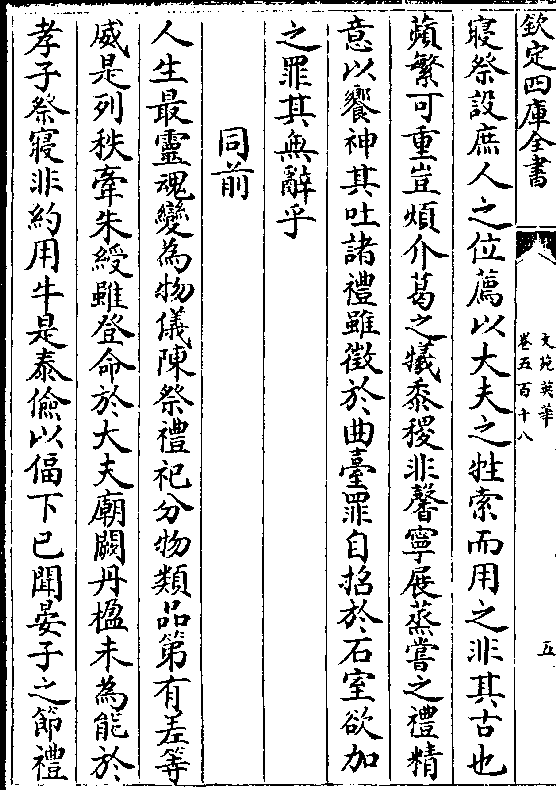 欽定四庫全書
文苑英華
卷五百十八
五
寢祭設庶人之位薦以大夫之牲索而用之非其古也
蘋蘩可重豈煩介葛之犧黍稷非馨寧展蒸嘗之禮精
意以饗神其吐諸禮雖徵於曲臺罪自招於石室欲加
之罪其無辭乎
同前
人生最靈魂變為物儀陳祭禮祀分物類品第有差等
威是列秩牽朱綬雖登命於大夫廟闕丹楹未為能於
孝子祭寢非約用牛是泰儉以偪下已聞晏子之節禮